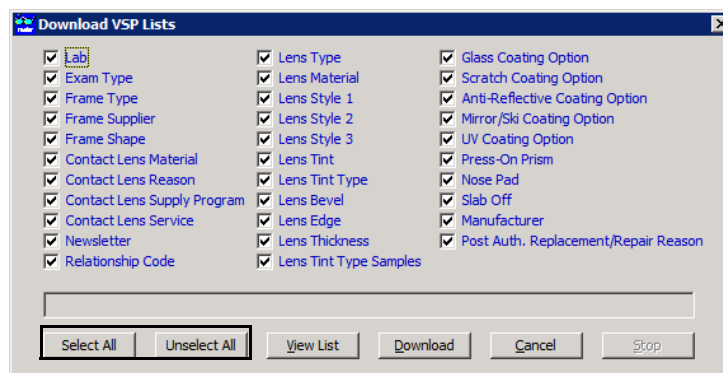 Download VSP Lists
Lab
Exam Type
Frame Type
Frame Supplier
Frame Shape
Contact Lens Material
Contact Lens Reason
Contact Lens Supply Program
Contact Lens Service
Newsletter
Relationship Code
Lens Type
Lens Material
Lens Style 1
Lens Style 2
Lens Style 3
Lens Tint
Lens Tint Type
Lens Bevel
Lens Edge
Lens Thickness
Lens Tint Type Samples
Glass Coating Option
Scratch Coating Option
Anti-Reflective Coating Option
Mirror/Ski Coating Option
UV Coating Option
Press-On Prism
Nose Pad
Slab Off
Manufacturer
Post Auth. Replacement/Repair Reason
Select All Unselect All View List Download Cancel Stop